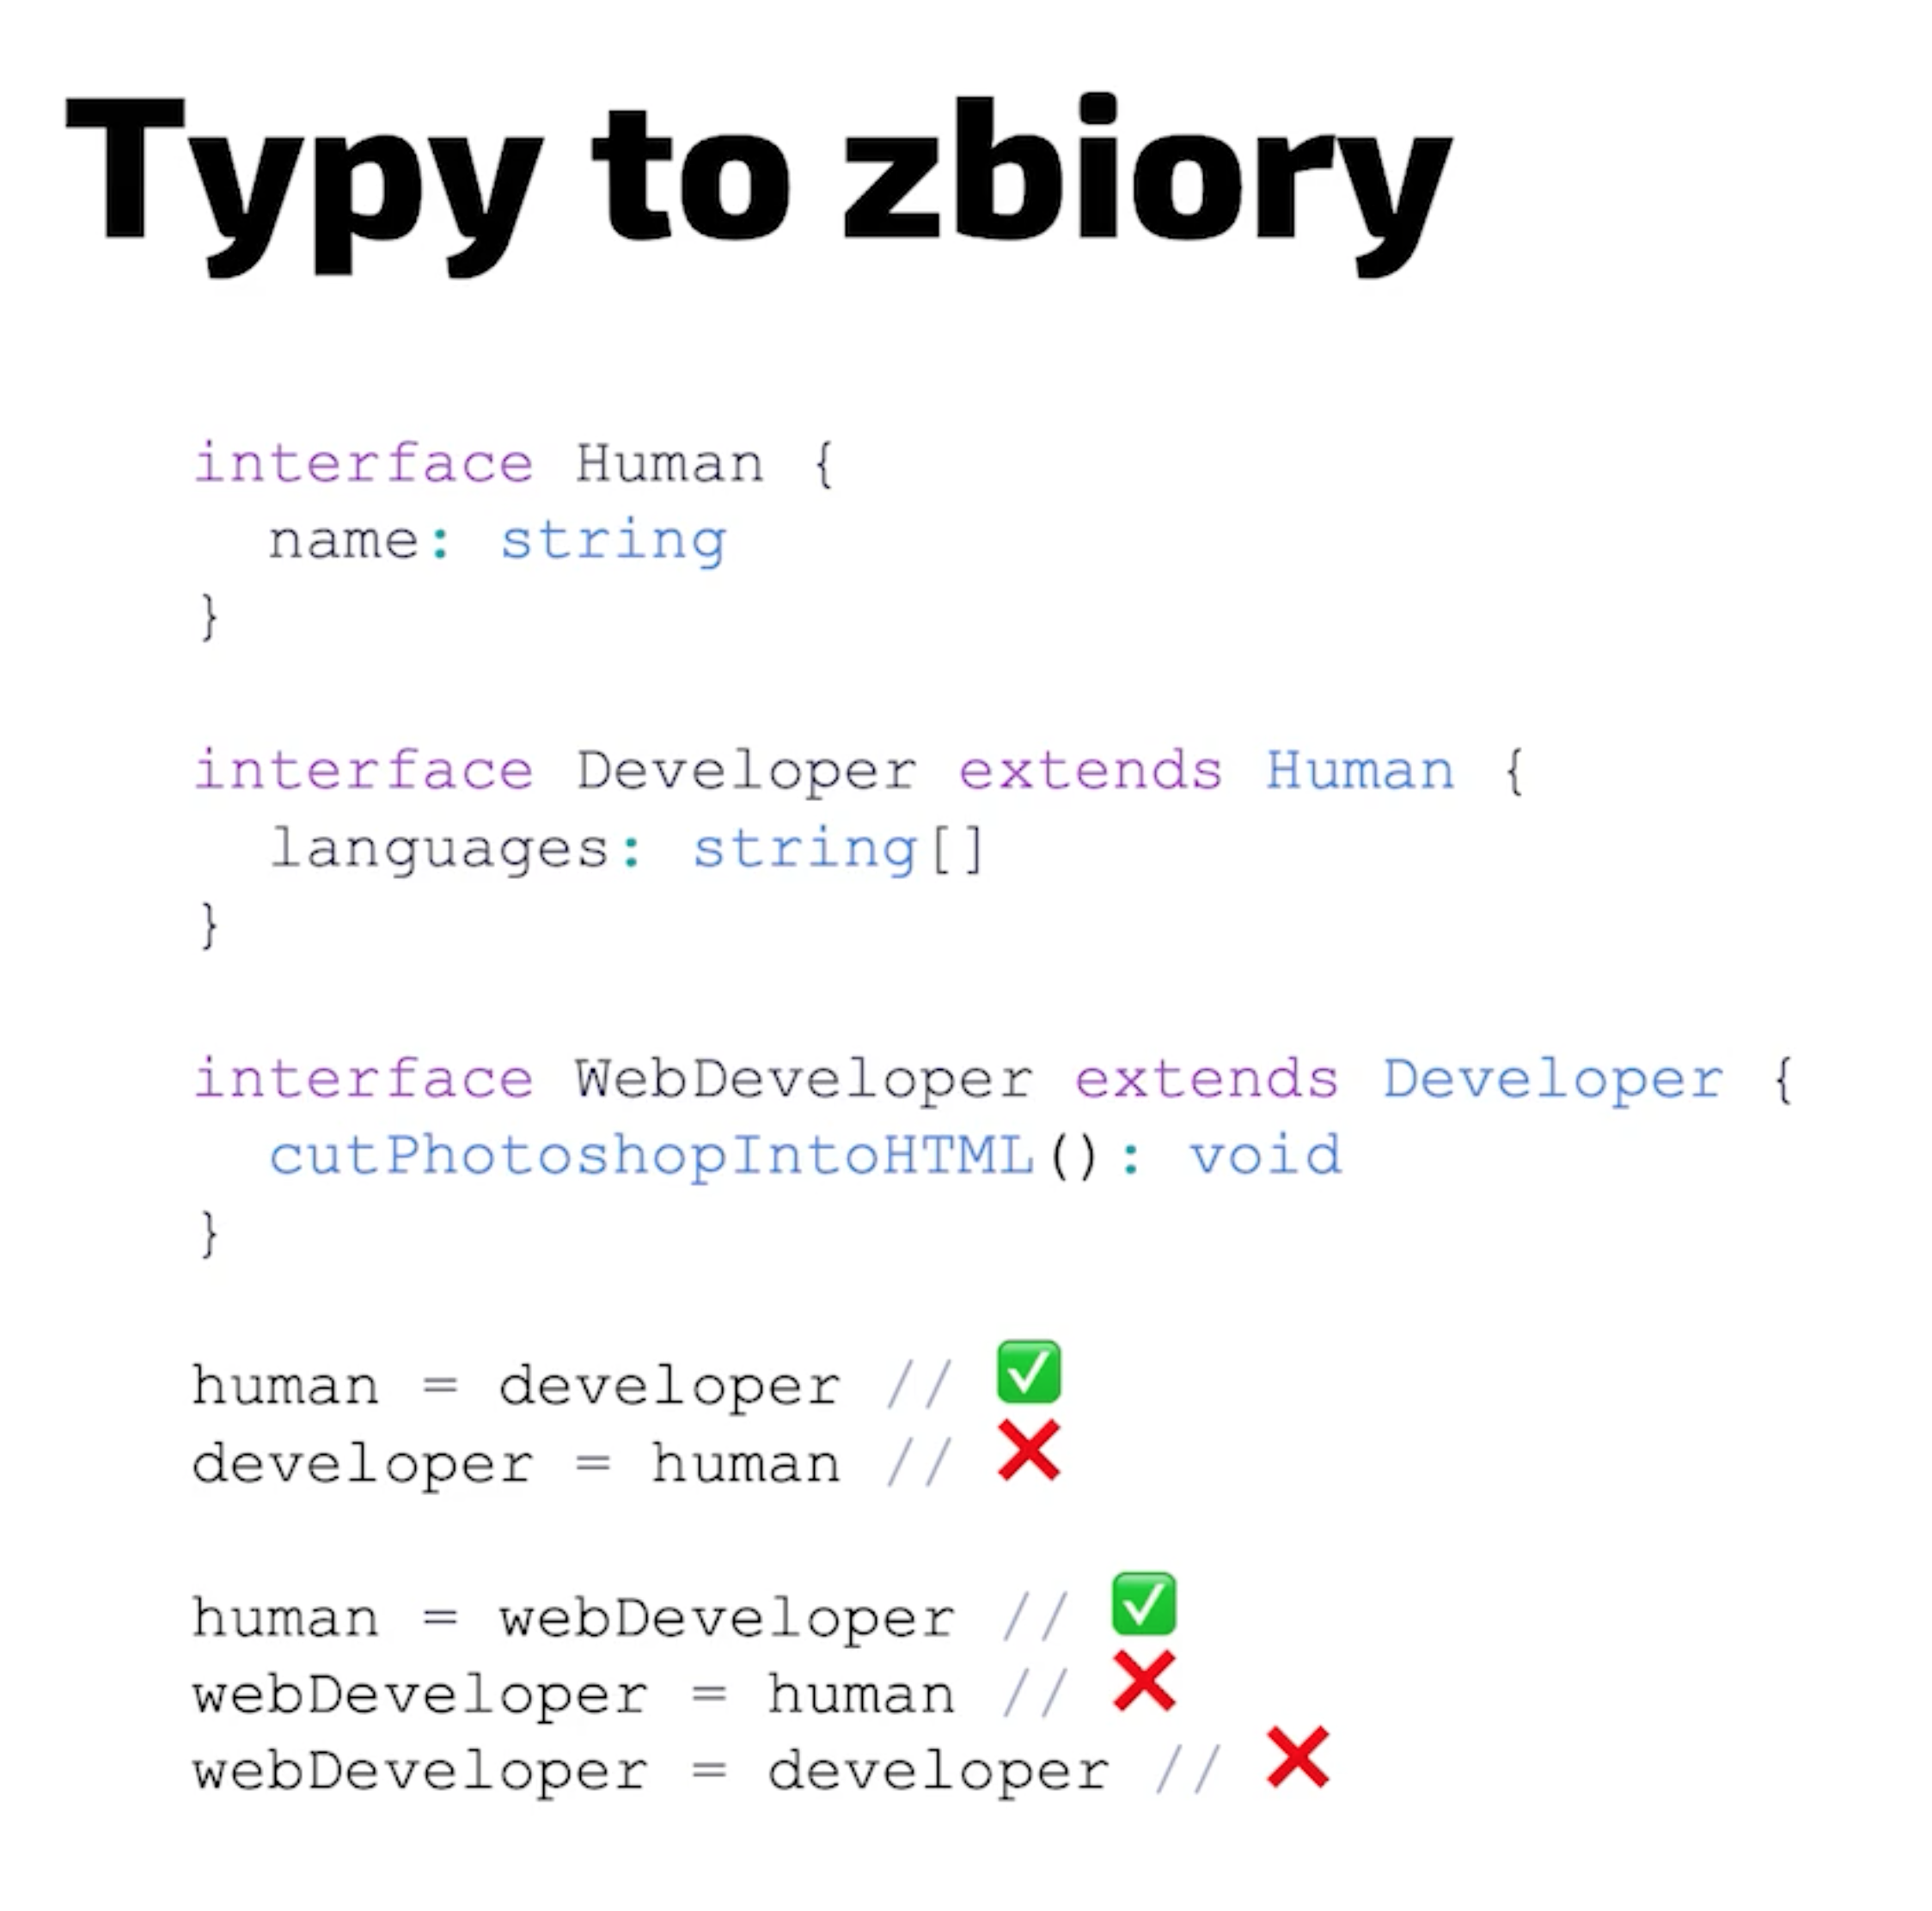 Typy to zbiory
interface Human {
  name: string
}
interface Developer extends Human {
  languages: string[]
}
interface WebDeveloper extends Developer {
  cutPhotoshopIntoHTML(): void
}
human = developer // ✅
developer = human // ❌
human = webDeveloper // ✅
webDeveloper = human // ❌
webDeveloper = developer // ❌